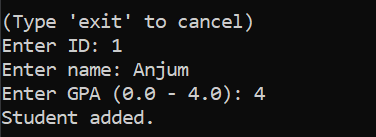 (Type 'exit' to cancel)
Enter ID: 1
Enter name: Anjum
Enter GPA (0.0 - 4.0): 4
Student added.